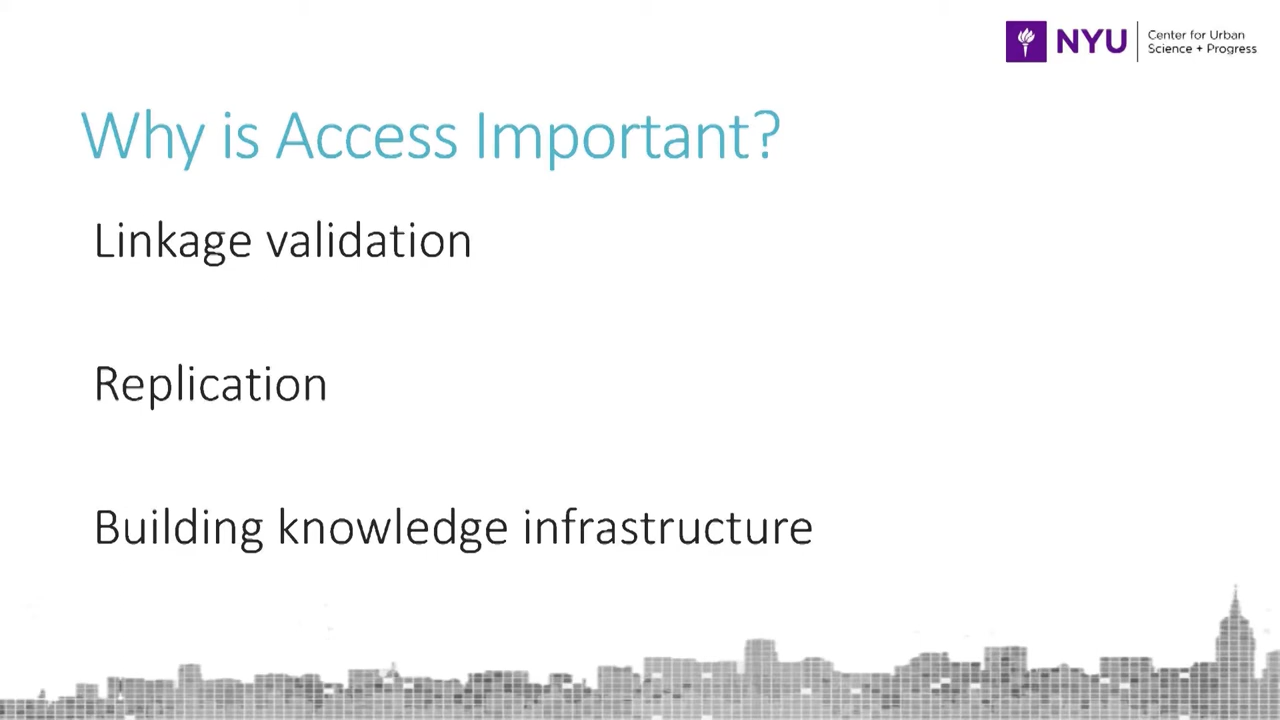 NYU
Center for Urban
Science + Progress
Why is Access Important?
Linkage validation
Replication
Building knowledge infrastructure